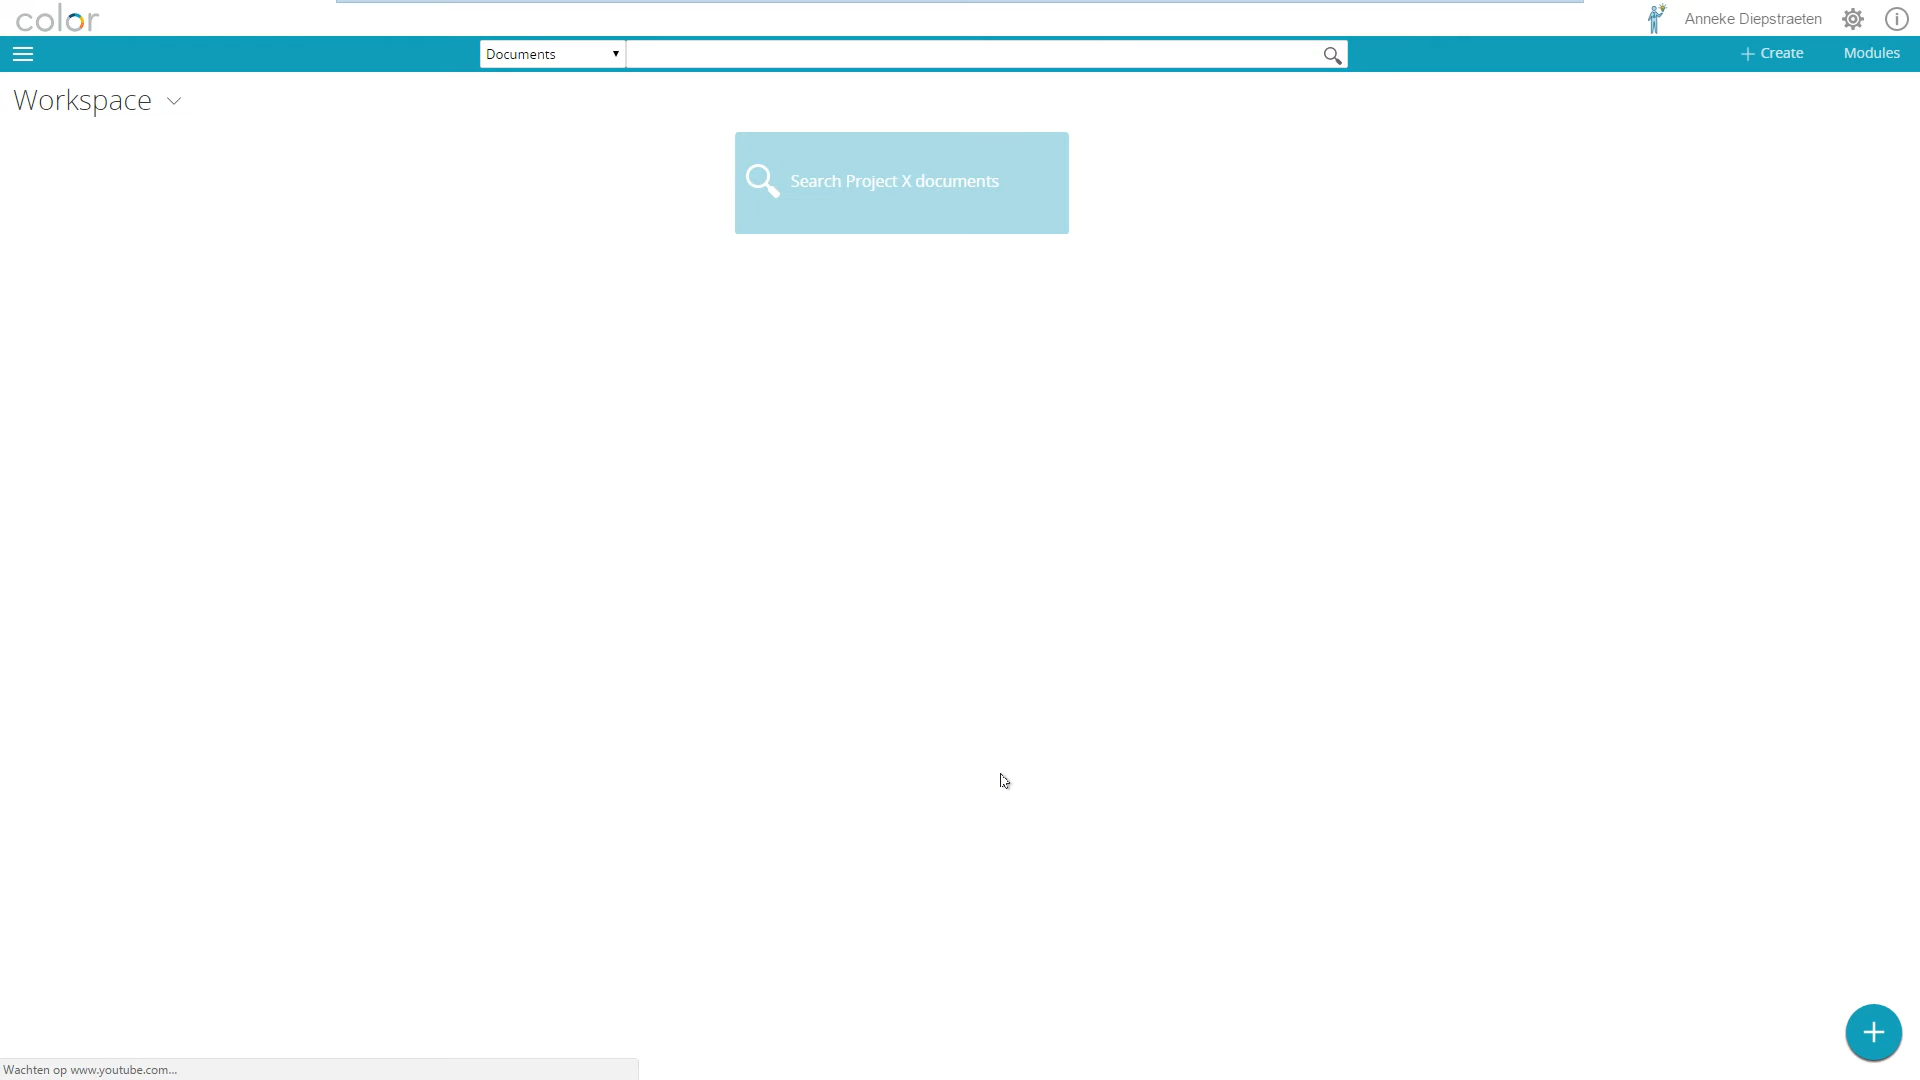 color
Anneke Diepstraeten
Documents
Create
Modules
Workspace
Search Project X documents
Wachten op www.youtube.com...